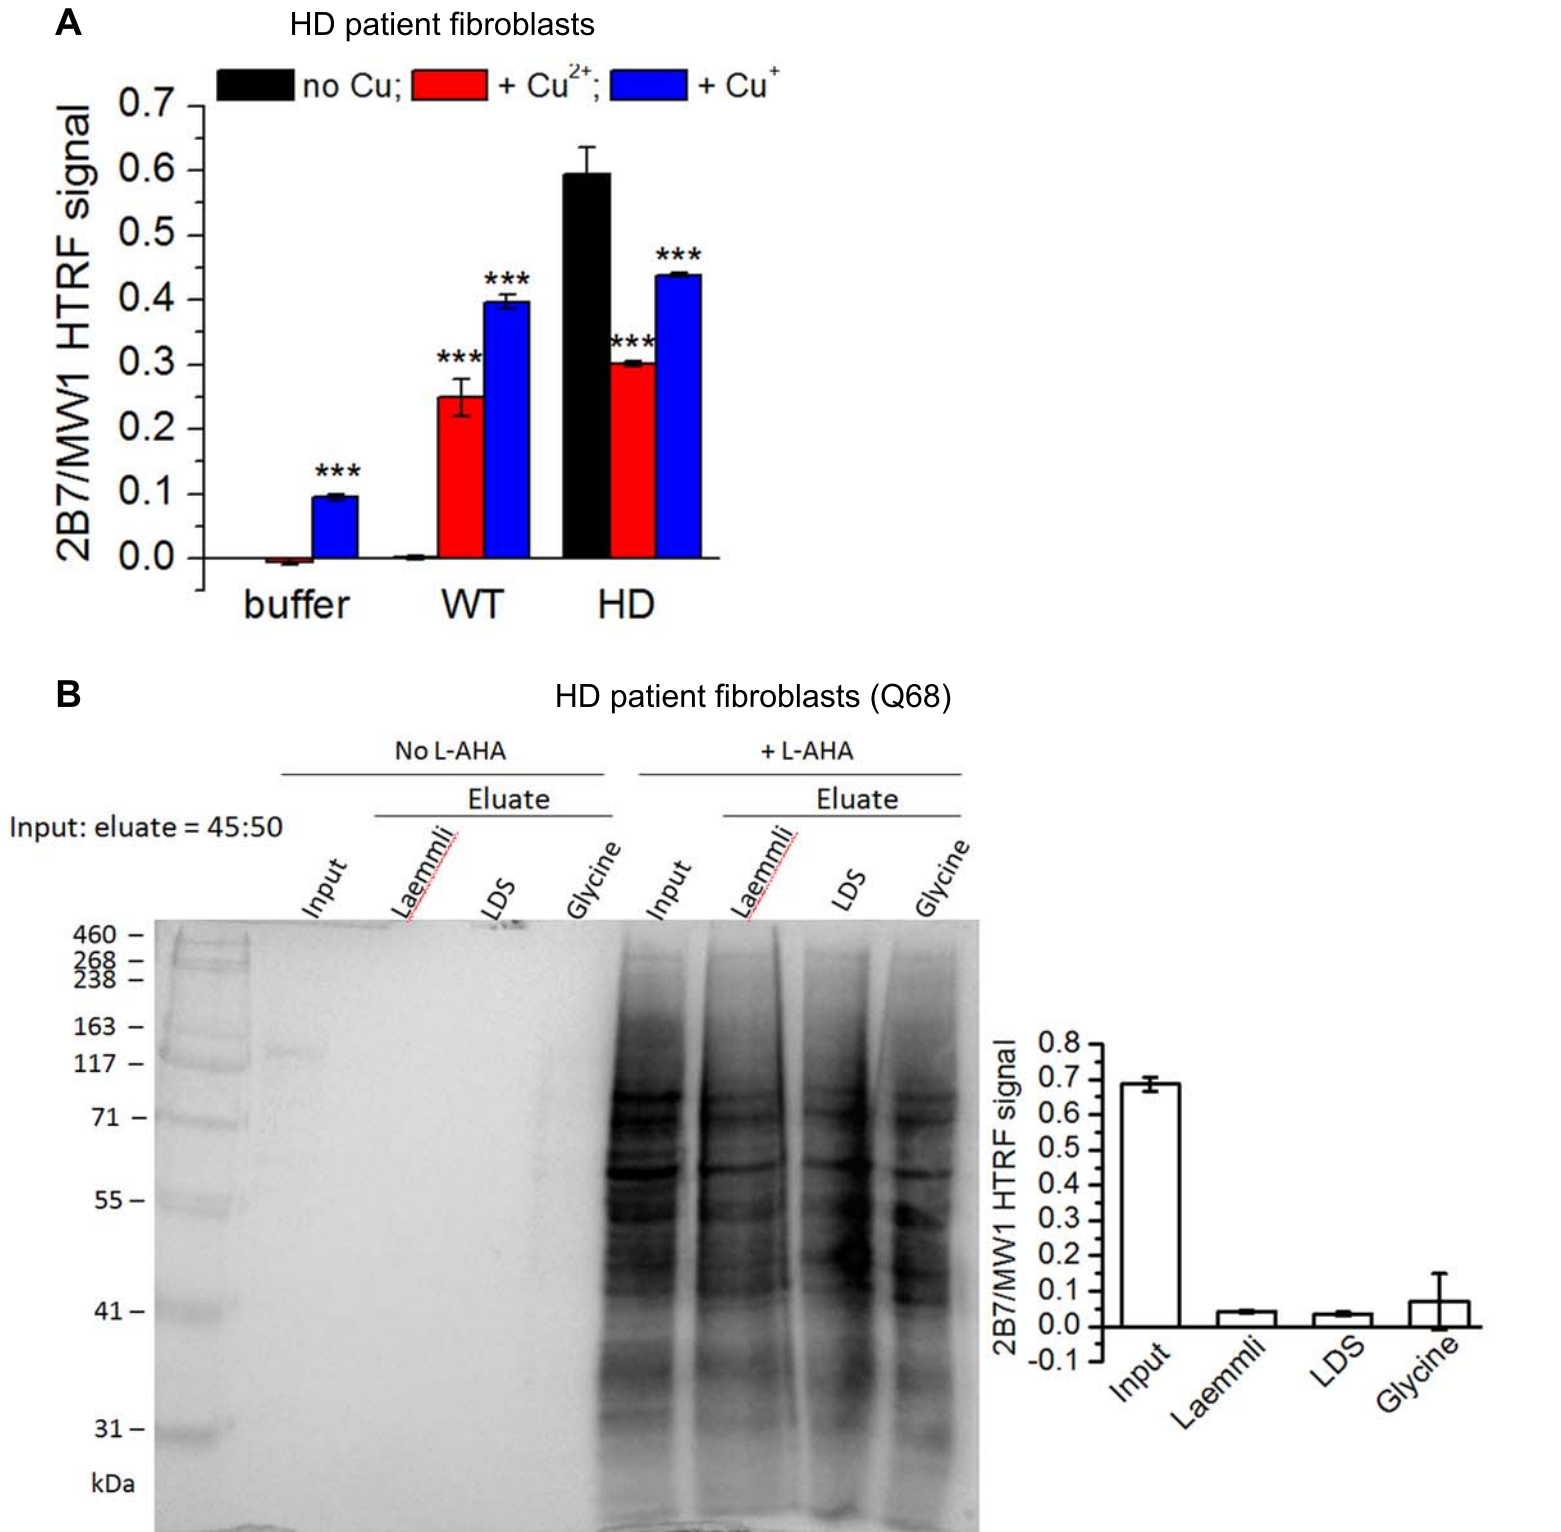 A
HD patient fibroblasts
no Cu; + Cu2+; + Cu+
2B7/MW1 HTRF signal
0.7
0.6
0.5
0.4
0.3
0.2
0.1
0.0
***
***
***
***
***
buffer WT HD
B
HD patient fibroblasts (Q68)
No L-AHA + L-AHA
Eluate Eluate
Input: eluate = 45:50
Input Laemmli LDS Glycine Input Laemmli LDS Glycine
460 –
268 –
238 –
163 –
117 –
71 –
55 –
41 –
31 –
kDa
2B7/MW1 HTRF signal
0.8
0.7
0.6
0.5
0.4
0.3
0.2
0.1
0.0
-0.1
Input Laemmli LDS Glycine